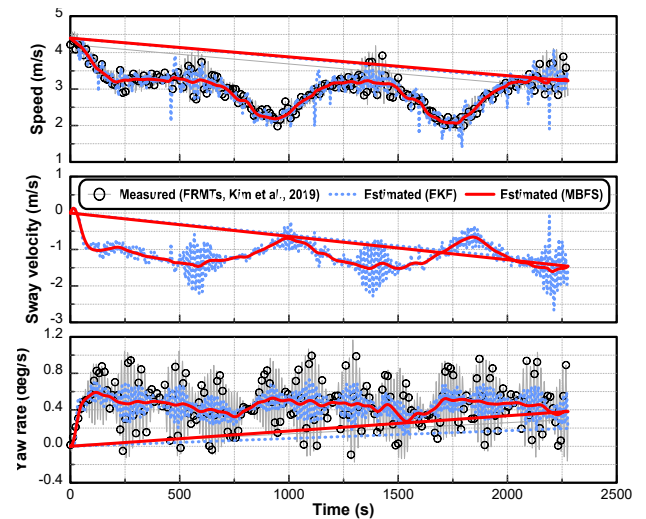 5
4
3
2
1
Speed (m/s)
1
0
-1
-2
-3
Sway velocity (m/s)
Measured (FRMTs, Kim et al., 2019) Estimated (EKF) Estimated (MBFS)
1.2
0.8
0.4
0.0
-0.4
Yaw rate (deg/s)
0 500 1000 1500 2000 2500
Time (s)